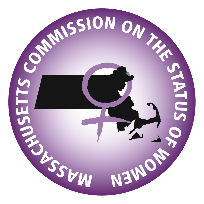 MASSACHUSETTS COMMISSION ON THE STATUS OF WOMEN